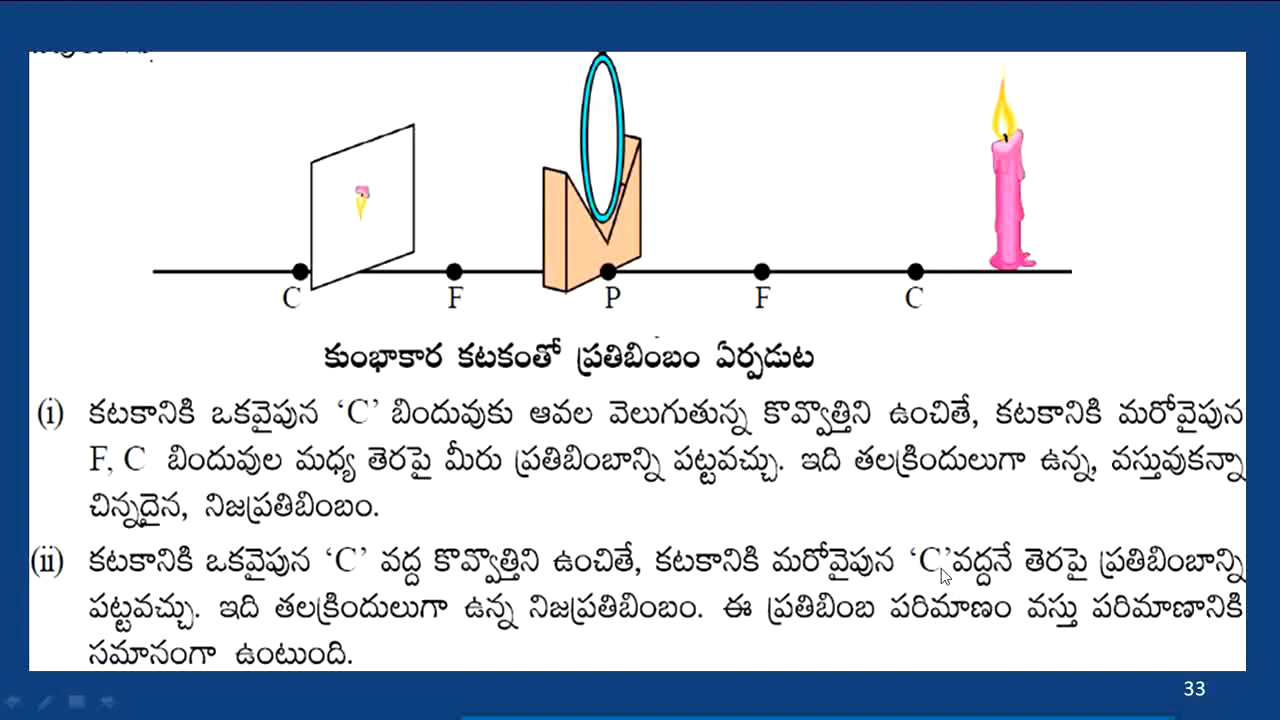 C F P F C
కుంభాకార కటకంతో ప్రతిబింబం ఏర్పడుట
(i) కటకానికి ఒకవైపున ‘C’ బిందువుకు ఆవల వెలుగుతున్న కొవ్వొత్తిని ఉంచితే, కటకానికి మరోవైపున
F, C బిందువుల మధ్య తెరపై మీరు ప్రతిబింబాన్ని పట్టవచ్చు. ఇది తలక్రిందులుగా ఉన్న, వస్తువుకన్నా
చిన్నదైన, నిజప్రతిబింబం.
(ii) కటకానికి ఒకవైపున ‘C’ వద్ద కొవ్వొత్తిని ఉంచితే, కటకానికి మరోవైపున ‘C’వద్దనే తెరపై ప్రతిబింబాన్ని
పట్టవచ్చు. ఇది తలక్రిందులుగా ఉన్న నిజప్రతిబింబం. ఈ ప్రతిబింబ పరిమాణం వస్తు పరిమాణానికి
సమానంగా ఉంటుంది.
33